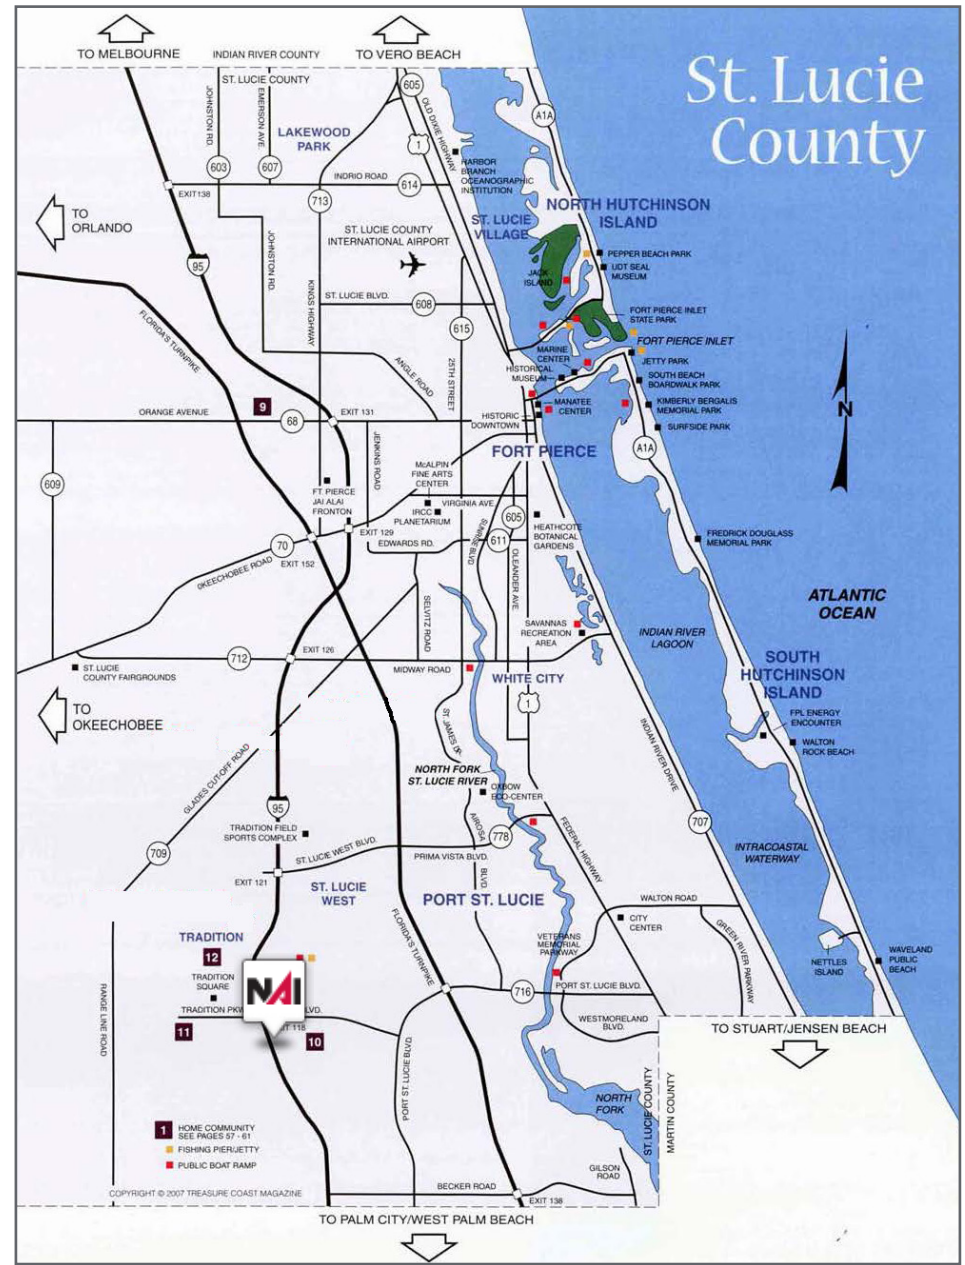 TO MELBOURNE
INDIAN RIVER COUNTY
TO VERO BEACH
ST. LUCIE COUNTY
St. Lucie
County
JOHNSTON RD.
EMERSON AVE.
605
OLD DIXIE HIGHWAY
A1A
LAKEWOOD
PARK
1
603
607
HARBOR
BRANCH
OCEANOGRAPHIC
INSTITUTION
INDRIO ROAD
614
EXIT138
713
NORTH HUTCHINSON
ISLAND
TO
ORLANDO
ST. LUCIE
VILLAGE
ST. LUCIE COUNTY
INTERNATIONAL AIRPORT
JOHNSTON RD.
95
PEPPER BEACH PARK
UDT SEAL
MUSEUM
JACK
ISLAND
KINGS HIGHWAY
ST. LUCIE BLVD.
608
FORT PIERCE INLET
STATE PARK
FLORIDA'S TURNPIKE
615
FORT PIERCE INLET
MARINE
CENTER
JETTY PARK
HISTORICAL
MUSEUM
ANGLE ROAD
25TH STREET
SOUTH BEACH
BOARDWALK PARK
N
9
ORANGE AVENUE
EXIT 131
68
MANATEE
CENTER
KIMBERLY BERGALIS
MEMORIAL PARK
HISTORIC
DOWNTOWN
SURFSIDE PARK
JENKINS ROAD
FORT PIERCE
A1A
609
McALPIN
FINE ARTS
CENTER
FT. PIERCE
JAI ALAI
FRONTON
VIRGINIA AVE.
IRCC
PLANETARIUM
605
SUNRISE BLVD
HEATHCOTE
BOTANICAL
GARDENS
EXIT 129
EDWARDS RD.
611
FREDRICK DOUGLASS
MEMORIAL PARK
70
OKEECHOBEE ROAD
EXIT 152
OLEANDER AVE.
SELVITZ ROAD
ATLANTIC
OCEAN
SAVANNAS
RECREATION
AREA
INDIAN RIVER
LAGOON
EXIT 126
712
MIDWAY ROAD
ST. LUCIE
COUNTY FAIRGROUNDS
WHITE CITY
SOUTH
HUTCHINSON
ISLAND
TO
OKEECHOBEE
1
FPL ENERGY
ENCOUNTER
ST. JAMES DR.
INDIAN RIVER DRIVE
WALTON
ROCK BEACH
GLADES CUT-OFF ROAD
NORTH FORK
ST. LUCIE RIVER
OXBOW
ECO-CENTER
95
TRADITION FIELD
SPORTS COMPLEX
AIROSA
BLVD.
778
FEDERAL HIGHWAY
707
709
ST. LUCIE WEST BLVD.
PRIMA VISTA BLVD.
INTRACOASTAL
WATERWAY
EXIT 121
ST. LUCIE
WEST
PORT ST. LUCIE
WALTON ROAD
FLORIDA'S TURNPIKE
CITY
CENTER
GREEN RIVER PARKWAY
TRADITION
12
VETERANS
MEMORIAL
PARKWAY
WAVELAND
PUBLIC
BEACH
NETTLES
ISLAND
TRADITION
SQUARE
NAI
RANGE LINE ROAD
716
PORT ST. LUCIE BLVD.
TRADITION PKW
LVD.
WESTMORELAND
BLVD.
TO STUART/JENSEN BEACH
11
118
10
PORT ST. LUCIE BLVD.
NORTH
FORK
ST. LUCIE COUNTY
MARTIN COUNTY
1 HOME COMMUNITY
SEE PAGES 57 - 61
FISHING PIER/JETTY
PUBLIC BOAT RAMP
GILSON
ROAD
BECKER ROAD
COPYRIGHT © 2007 TREASURE COAST MAGAZINE
EXIT 138
TO PALM CITY/WEST PALM BEACH